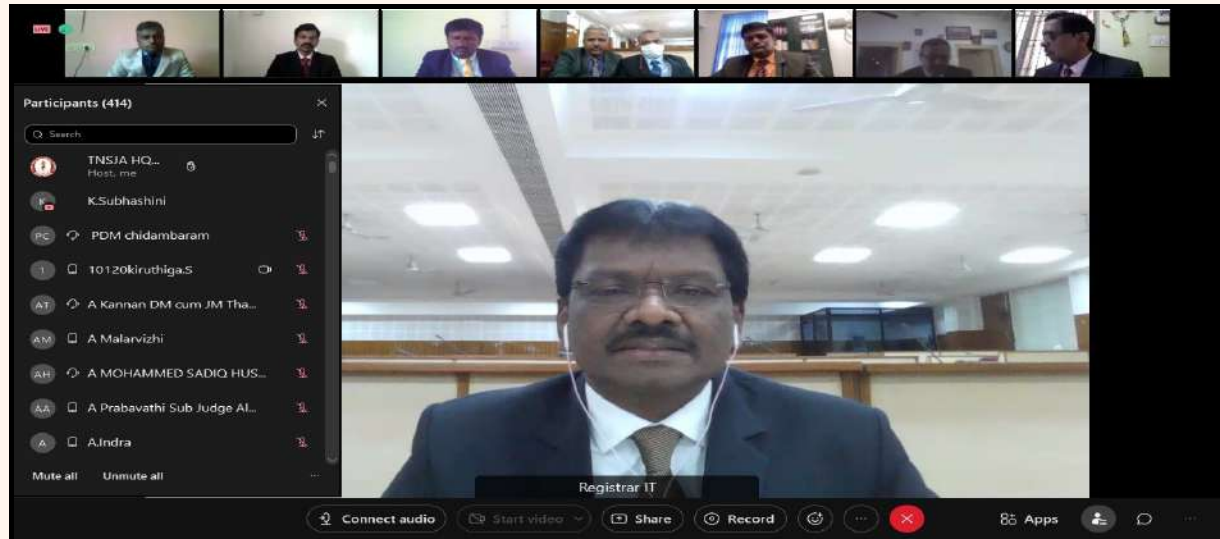 LIVE
Participants (414)
Search
TNSJA HQ...
Host, me
K
K.Subhashini
PC PDM chidambaram
1 10120kiruthiga.S
AT A Kannan DM cum JM Tha...
AM A Malarvizhi
AH A MOHAMMED SADIQ HUS...
AA A Prabavathi Sub Judge Al...
A A.Indra
Mute all Unmute all ...
Registrar IT
Connect audio Start video Share Record ... Apps ...